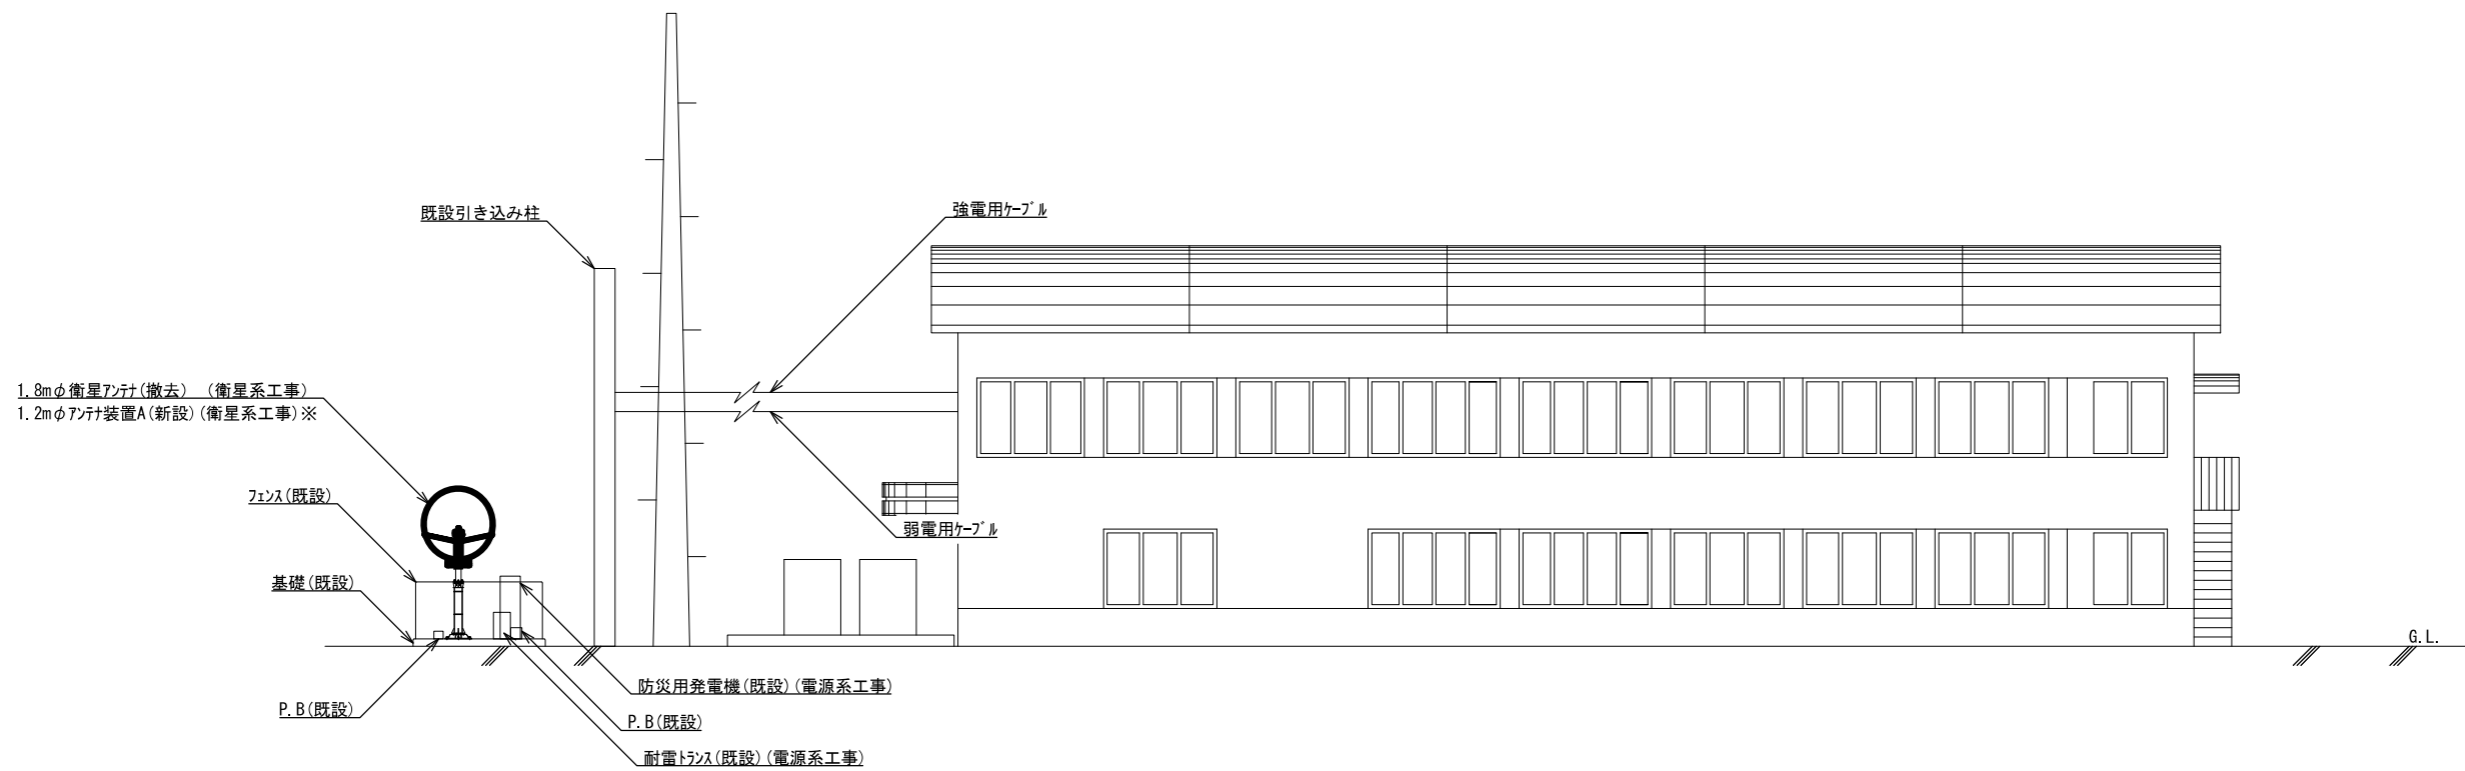 既設引き込み柱
強電用ｹｰﾌﾞﾙ
1.8mφ衛星ｱﾝﾃﾅ(撤去) (衛星系工事)
1.2mφｱﾝﾃﾅ装置A(新設)(衛星系工事)※
ﾌｪﾝｽ(既設)
弱電用ｹｰﾌﾞﾙ
基礎(既設)
G.L.
防災用発電機(既設)(電源系工事)
P.B(既設)
P.B(既設)
耐雷ﾄﾗﾝｽ(既設)(電源系工事)